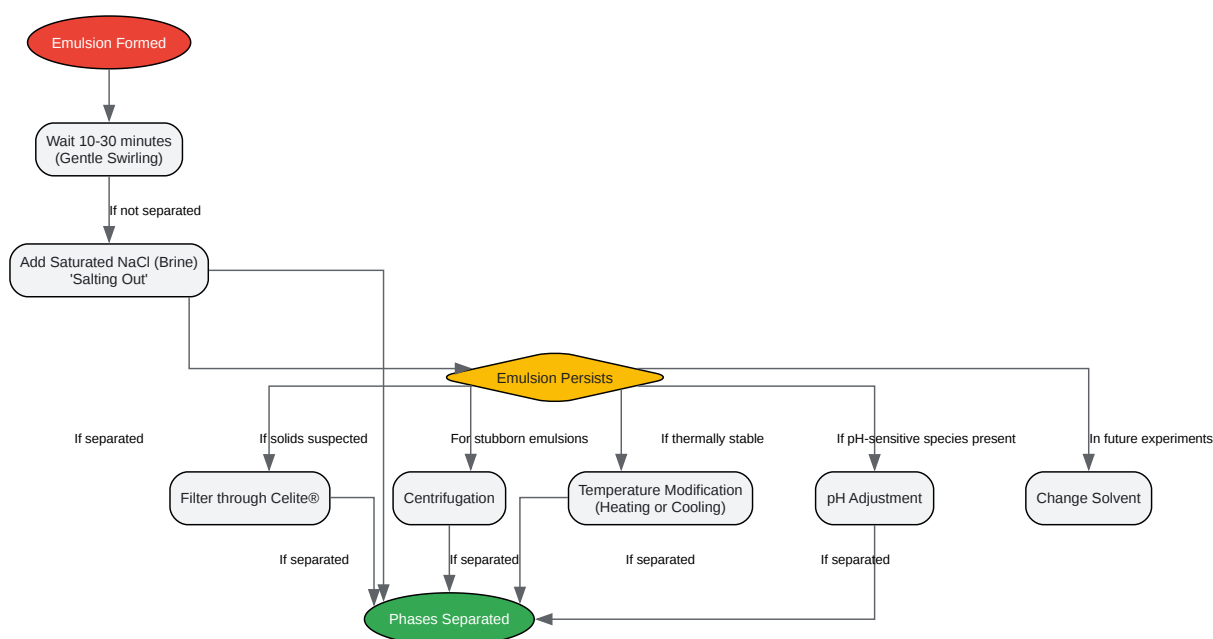 Emulsion Formed
Wait 10-30 minutes
(Gentle Swirling)
If not separated
Add Saturated NaCl (Brine)
'Salting Out'
Emulsion Persists
If separated
If solids suspected
For stubborn emulsions
If thermally stable
If pH-sensitive species present
In future experiments
Filter through Celite®
Centrifugation
Temperature Modification
(Heating or Cooling)
pH Adjustment
Change Solvent
If separated
If separated
If separated
If separated
Phases Separated